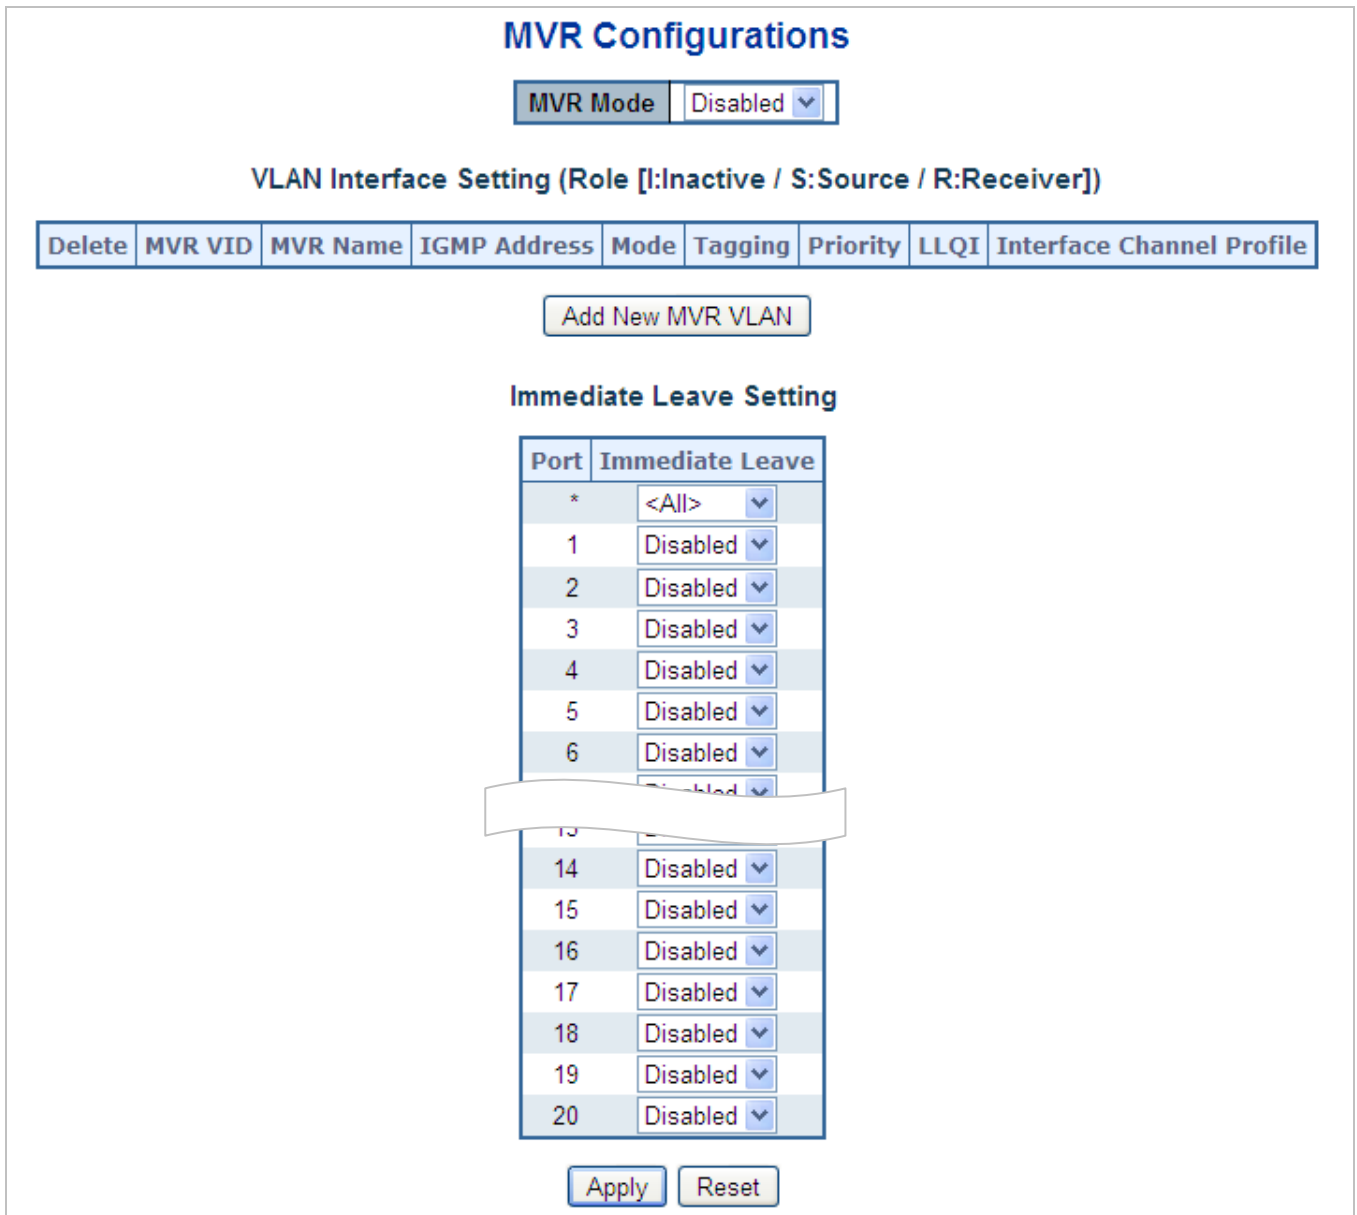 MVR Configurations
MVR Mode Disabled
VLAN Interface Setting (Role [I:Inactive / S:Source / R:Receiver])
Delete MVR VID MVR Name IGMP Address Mode Tagging Priority LLQI Interface Channel Profile
Add New MVR VLAN
Immediate Leave Setting
Port Immediate Leave
* <All>
1 Disabled
2 Disabled
3 Disabled
4 Disabled
5 Disabled
6 Disabled
14 Disabled
15 Disabled
16 Disabled
17 Disabled
18 Disabled
19 Disabled
20 Disabled
Apply Reset